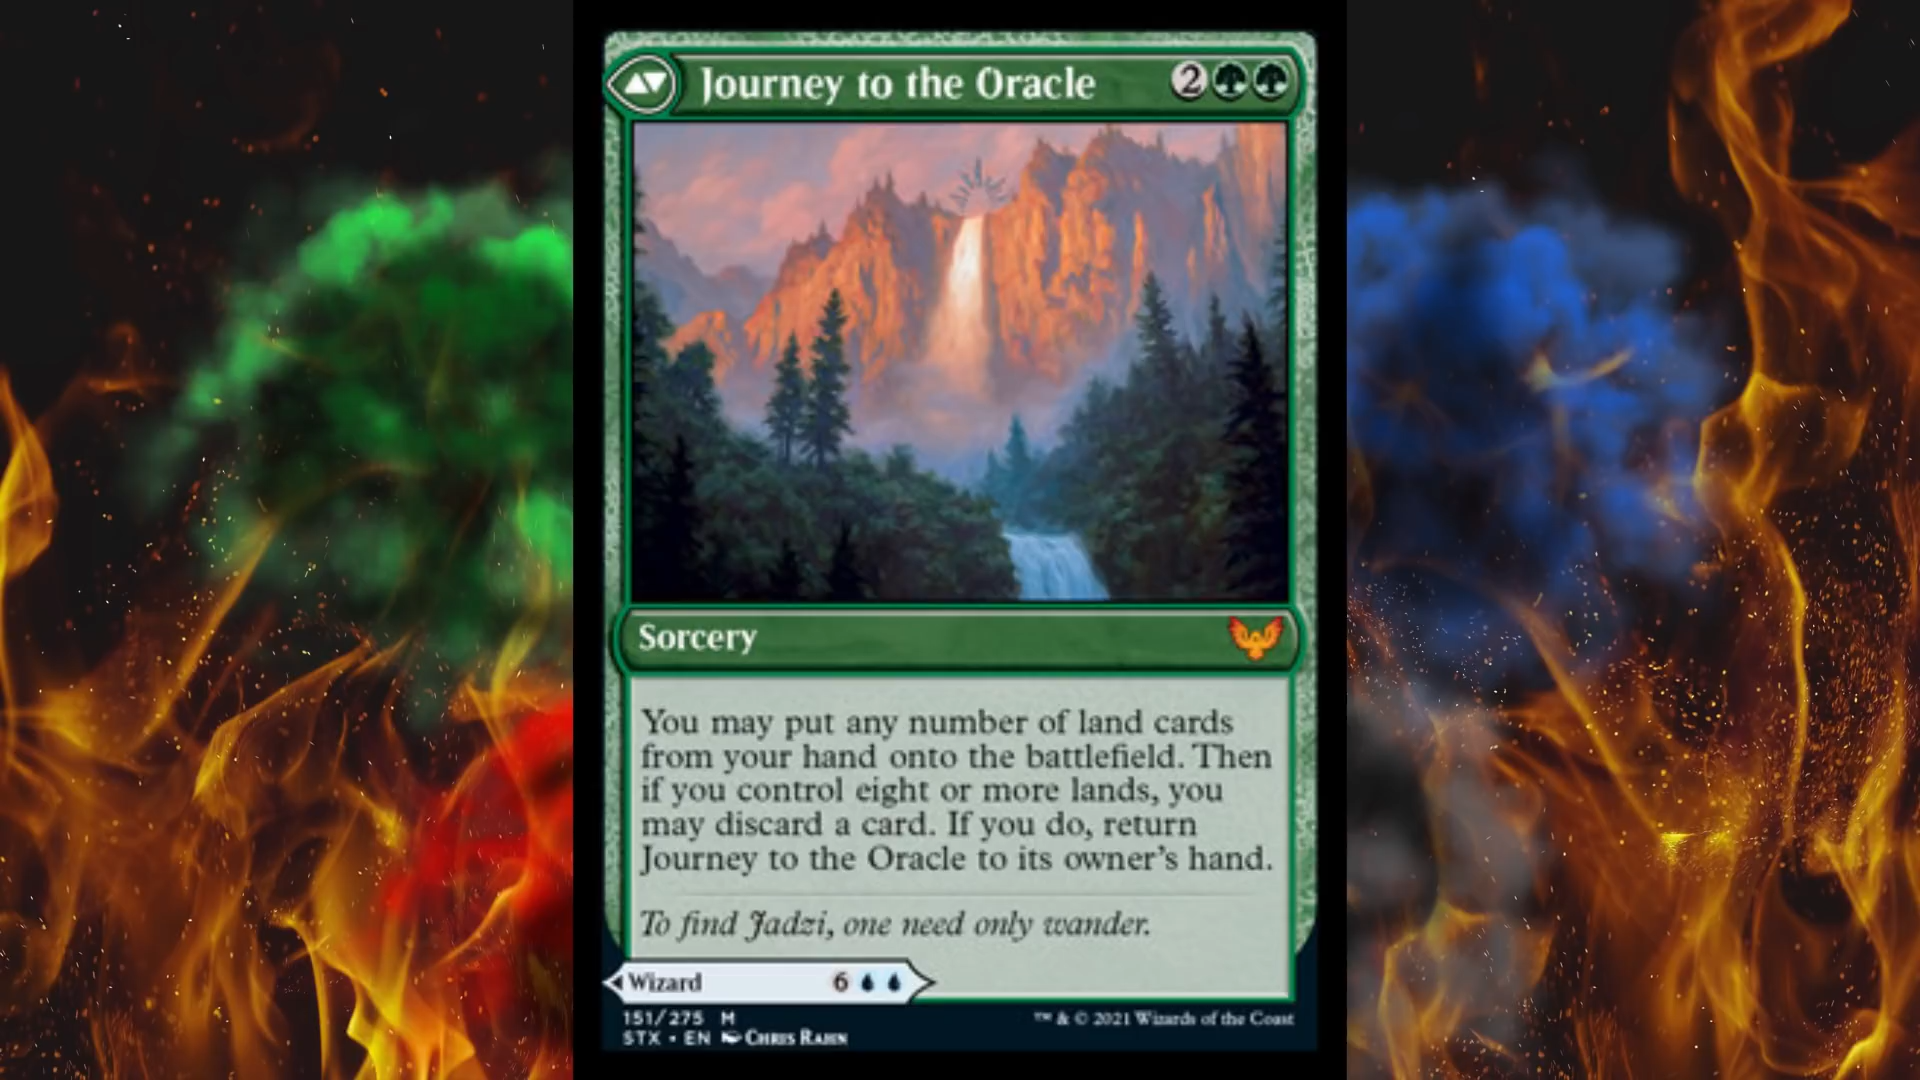 Journey to the Oracle 2
Sorcery
You may put any number of land cards
from your hand onto the battlefield. Then
if you control eight or more lands, you
may discard a card. If you do, return
Journey to the Oracle to its owner's hand.
To find Jadzi, one need only wander.
Wizard 6
151/275 M
™ & © 2021 Wizards of the Coast
STX • EN Chris Rahn